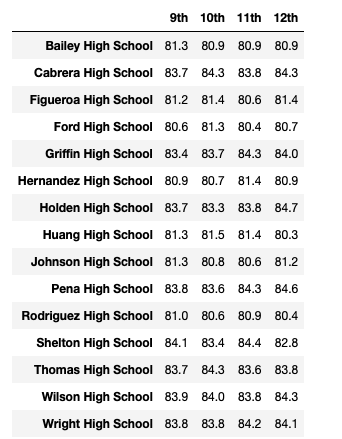 9th 10th 11th 12th
Bailey High School 81.3 80.9 80.9 80.9
Cabrera High School 83.7 84.3 83.8 84.3
Figueroa High School 81.2 81.4 80.6 81.4
Ford High School 80.6 81.3 80.4 80.7
Griffin High School 83.4 83.7 84.3 84.0
Hernandez High School 80.9 80.7 81.4 80.9
Holden High School 83.7 83.3 83.8 84.7
Huang High School 81.3 81.5 81.4 80.3
Johnson High School 81.3 80.8 80.6 81.2
Pena High School 83.8 83.6 84.3 84.6
Rodriguez High School 81.0 80.6 80.9 80.4
Shelton High School 84.1 83.4 84.4 82.8
Thomas High School 83.7 84.3 83.6 83.8
Wilson High School 83.9 84.0 83.8 84.3
Wright High School 83.8 83.8 84.2 84.1